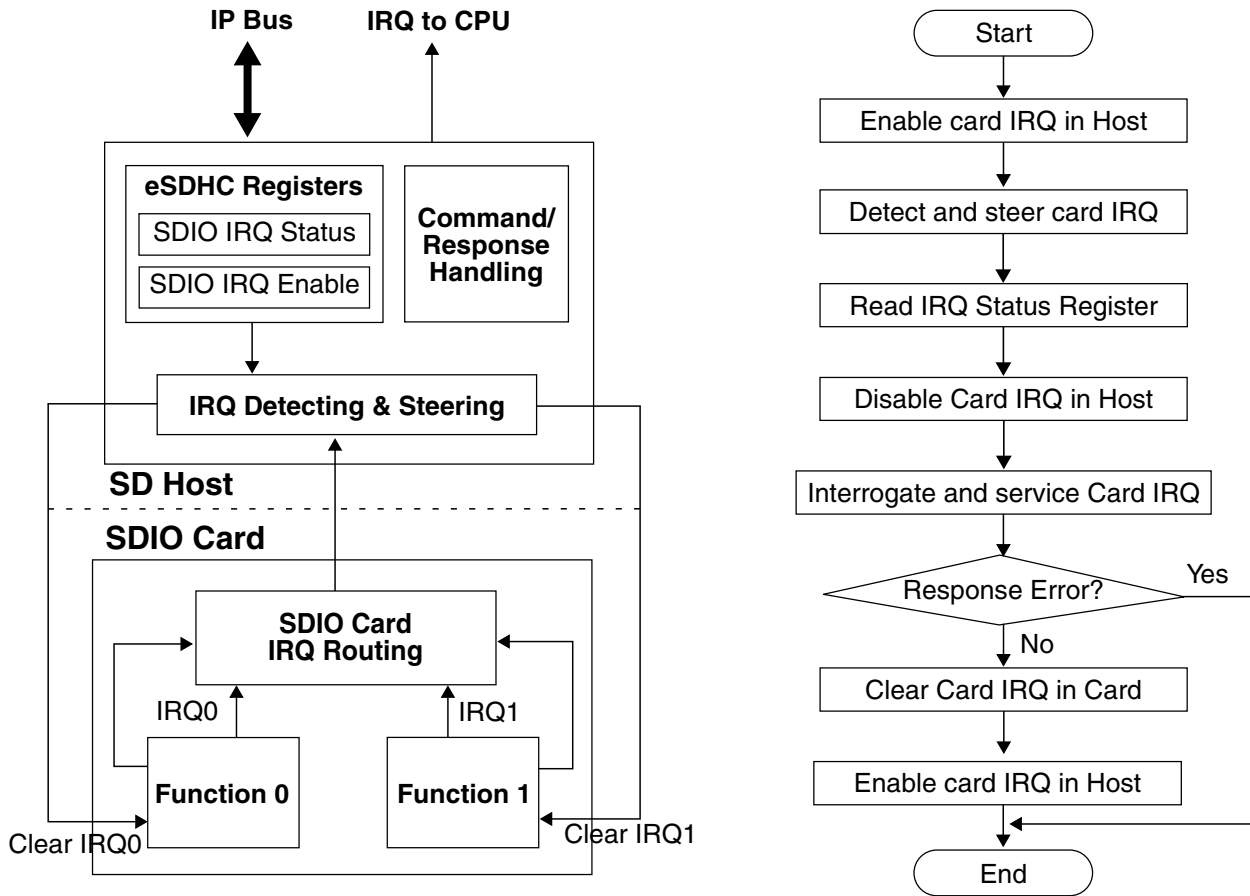 IP Bus
IRQ to CPU
eSDHC Registers
SDIO IRQ Status
SDIO IRQ Enable
Command/
Response
Handling
IRQ Detecting & Steering
SD Host
SDIO Card
SDIO Card
IRQ Routing
IRQ0
IRQ1
Function 0
Function 1
Clear IRQ0
Clear IRQ1
Start
Enable card IRQ in Host
Detect and steer card IRQ
Read IRQ Status Register
Disable Card IRQ in Host
Interrogate and service Card IRQ
Response Error?
Yes
No
Clear Card IRQ in Card
Enable card IRQ in Host
End